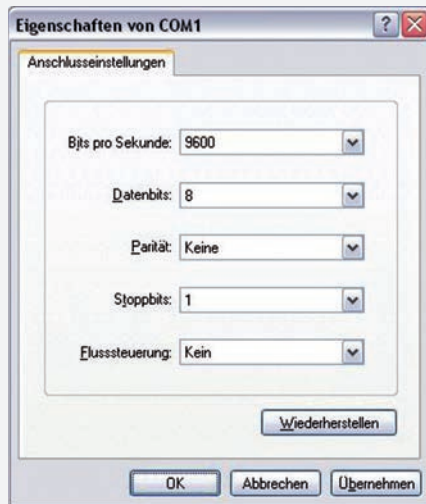 Eigenschaften von COM1
Anschlusseinstellungen
Bits pro Sekunde: 9600
Datenbits: 8
Parität: Keine
Stoppbits: 1
Flusssteuerung: Kein
Wiederherstellen
OK Abbrechen Übernehmen